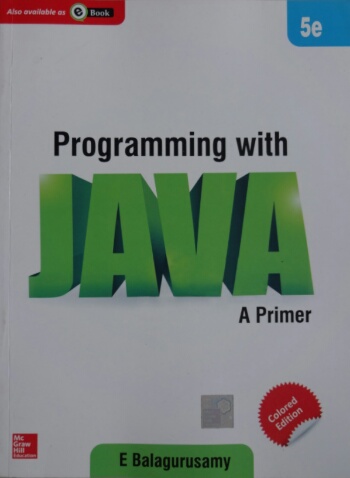 Also available as e Book
5e
Programming with
JAVA
A Primer
Colored
Edition
Mc
Graw
Hill
Education
E Balagurusamy